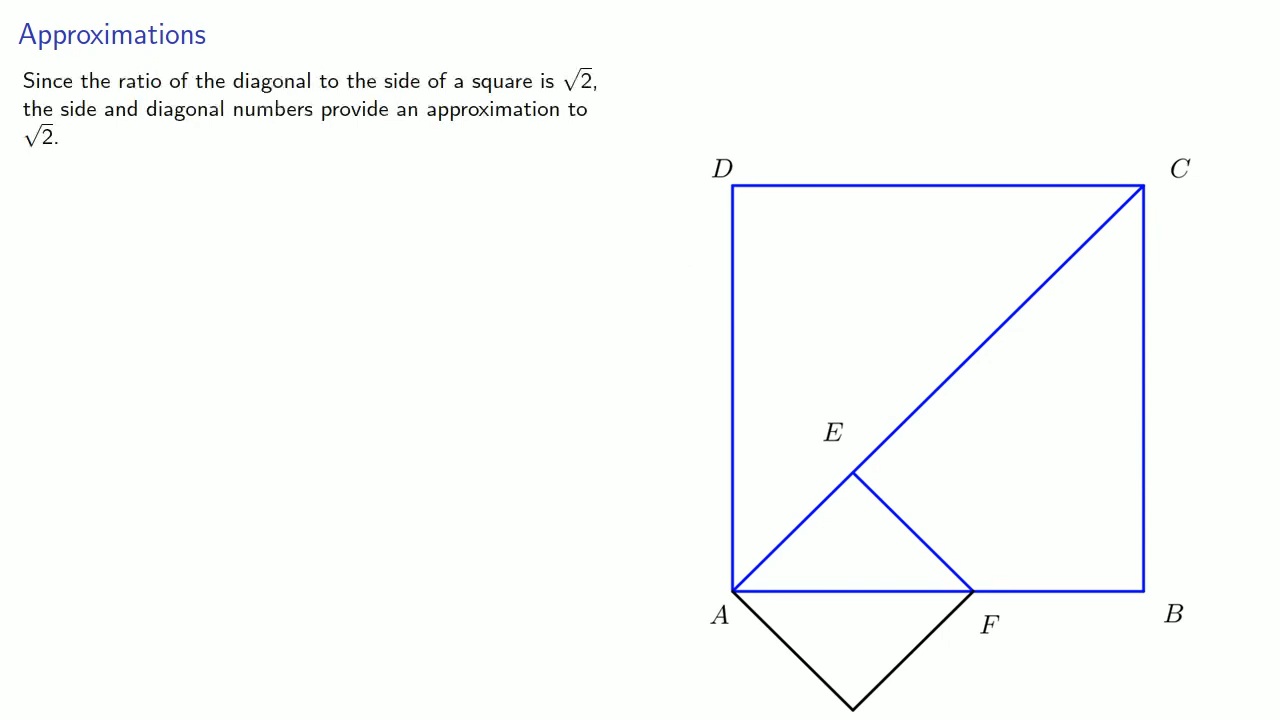 Approximations
Since the ratio of the diagonal to the side of a square is √2,
the side and diagonal numbers provide an approximation to
√2.
D
C
E
A
F
B